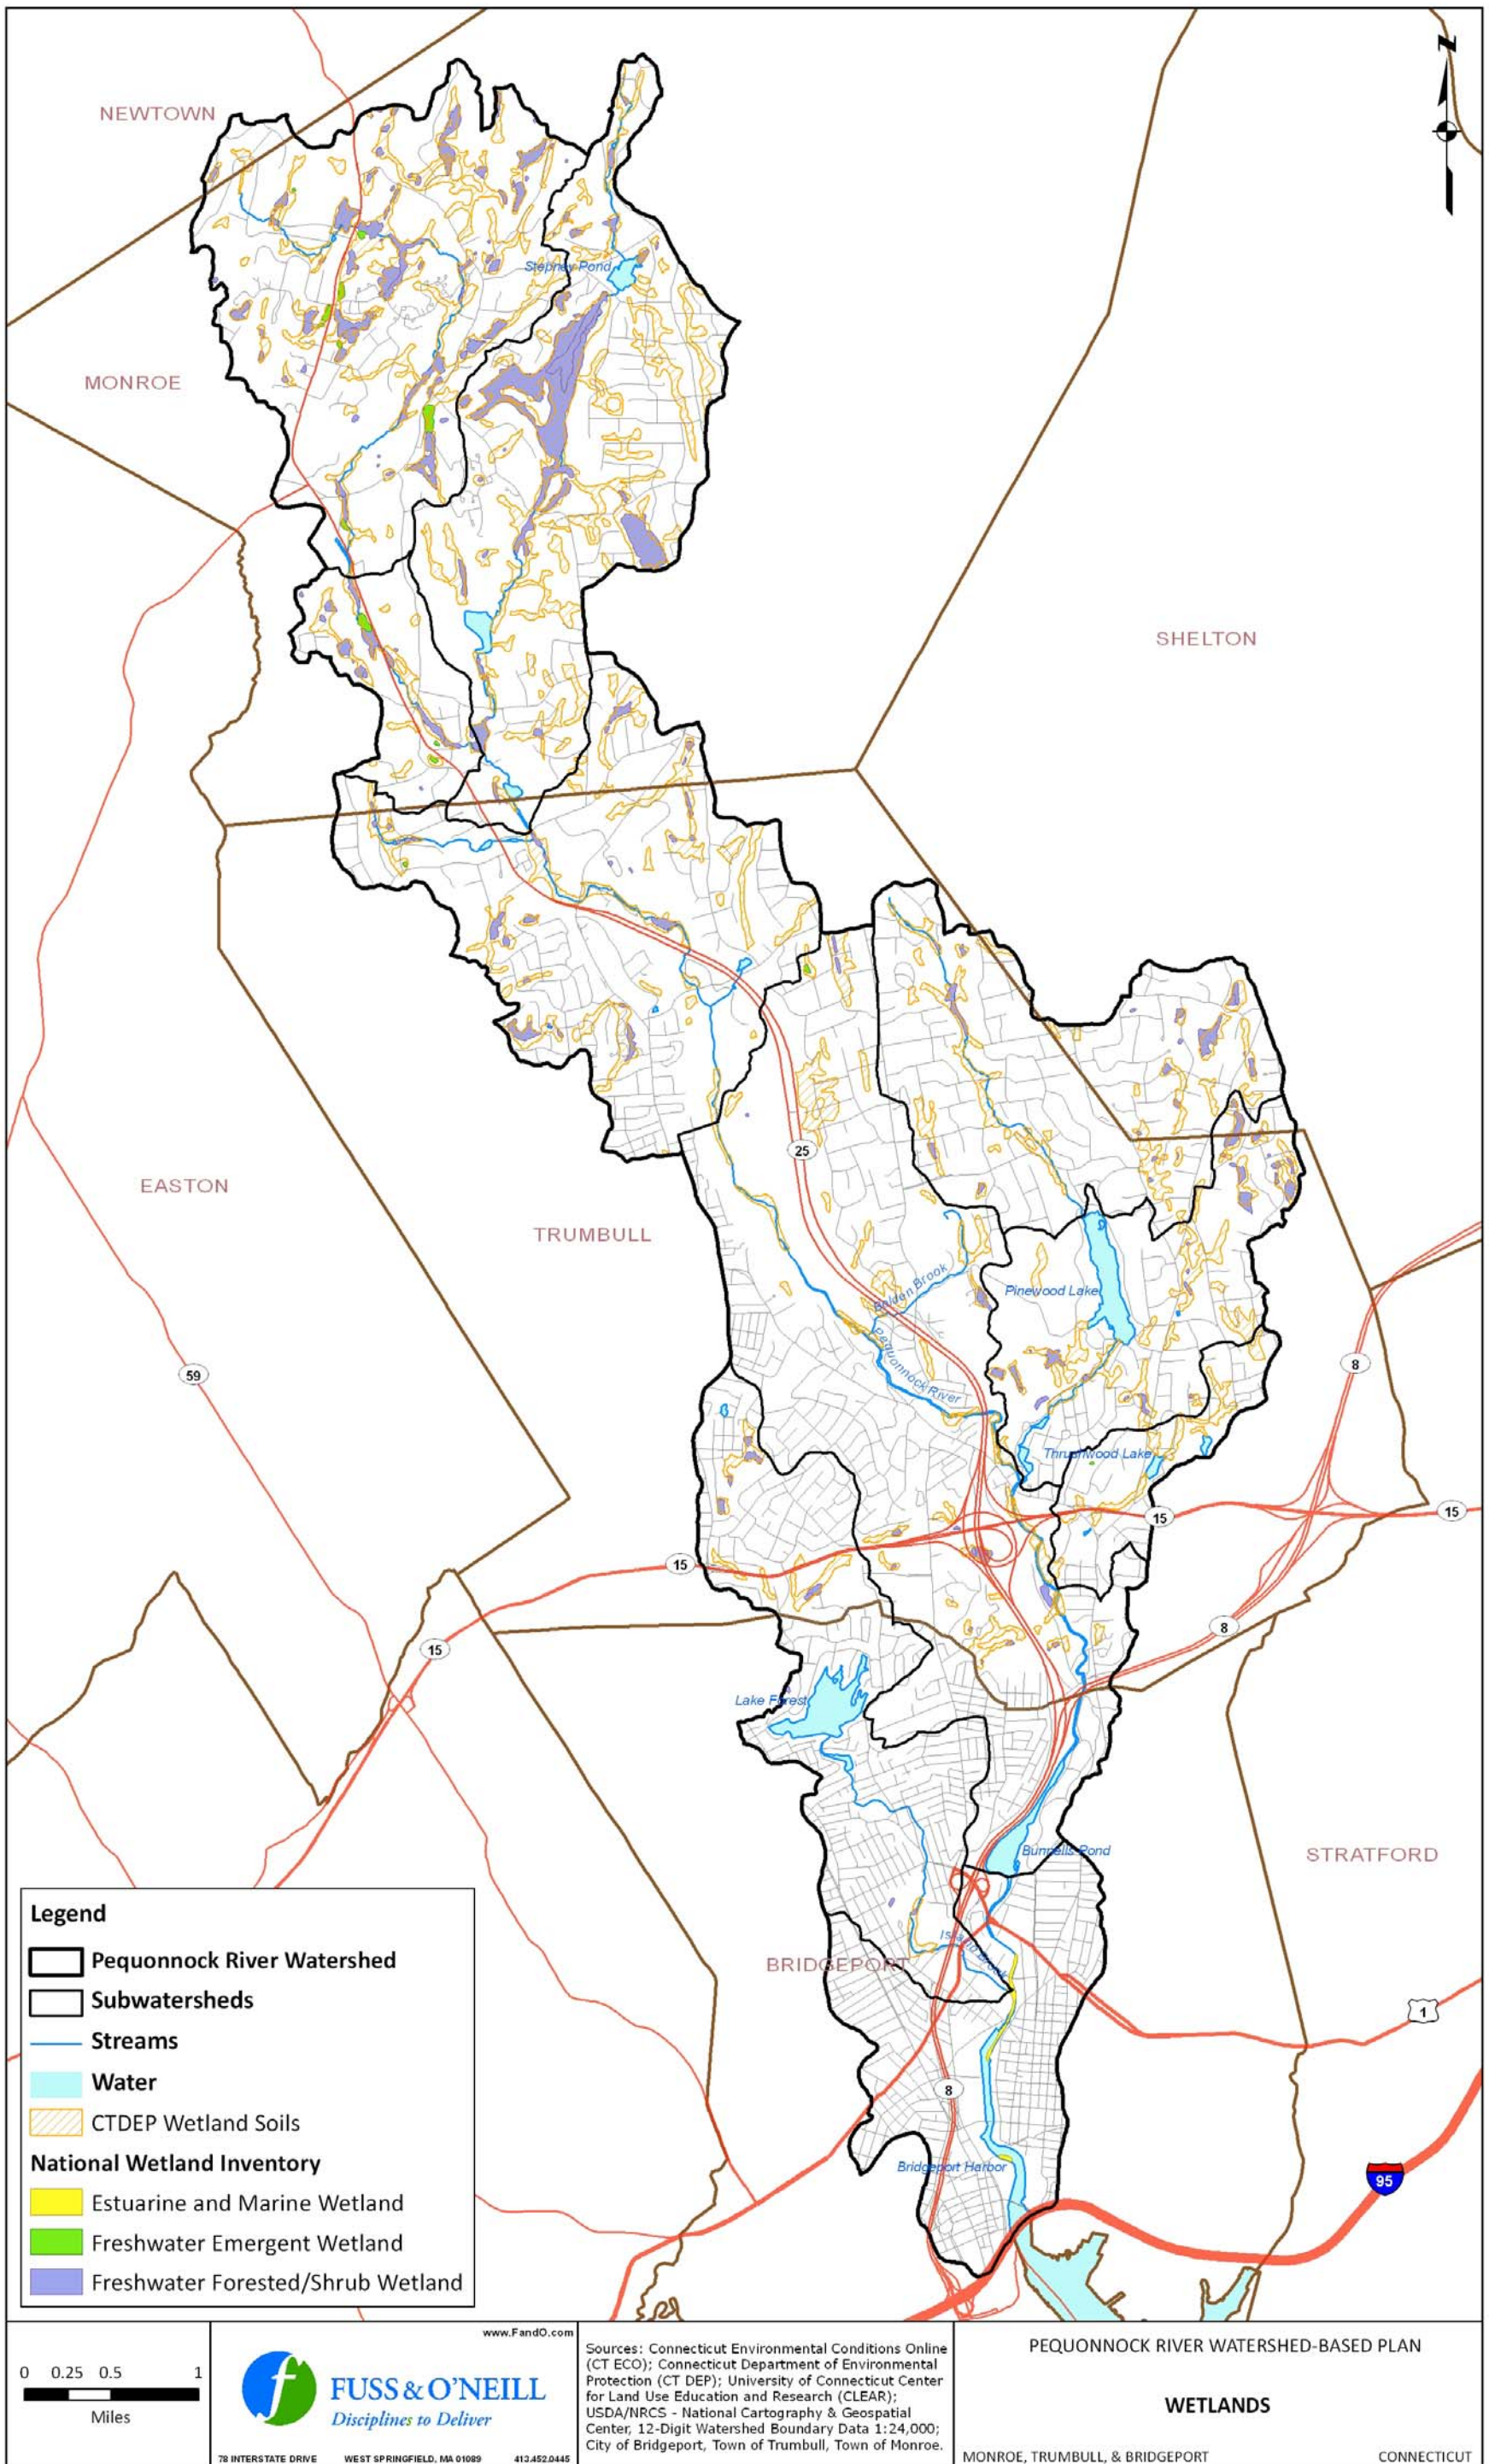 N
NEWTOWN
Stepney Pond
MONROE
SHELTON
25
EASTON
TRUMBULL
Belden Brook
Pinewood Lake
Pequonnock River
59
8
Thrushwood Lake
15
15
15
8
15
Lake Forest
Bunnells Pond
STRATFORD
Island Brook
BRIDGEPORT
1
8
Bridgeport Harbor
95
Legend
Pequonnock River Watershed
Subwatersheds
Streams
Water
CTDEP Wetland Soils
National Wetland Inventory
Estuarine and Marine Wetland
Freshwater Emergent Wetland
Freshwater Forested/Shrub Wetland
0 0.25 0.5 1
Miles
www.FandO.com
f
FUSS & O'NEILL
Disciplines to Deliver
78 INTERSTATE DRIVE WEST SPRINGFIELD, MA 01089 413.452.0445
Sources: Connecticut Environmental Conditions Online
(CT ECO); Connecticut Department of Environmental
Protection (CT DEP); University of Connecticut Center
for Land Use Education and Research (CLEAR);
USDA/NRCS - National Cartography & Geospatial
Center, 12-Digit Watershed Boundary Data 1:24,000;
City of Bridgeport, Town of Trumbull, Town of Monroe.
PEQUONNOCK RIVER WATERSHED-BASED PLAN
WETLANDS
MONROE, TRUMBULL, & BRIDGEPORT CONNECTICUT